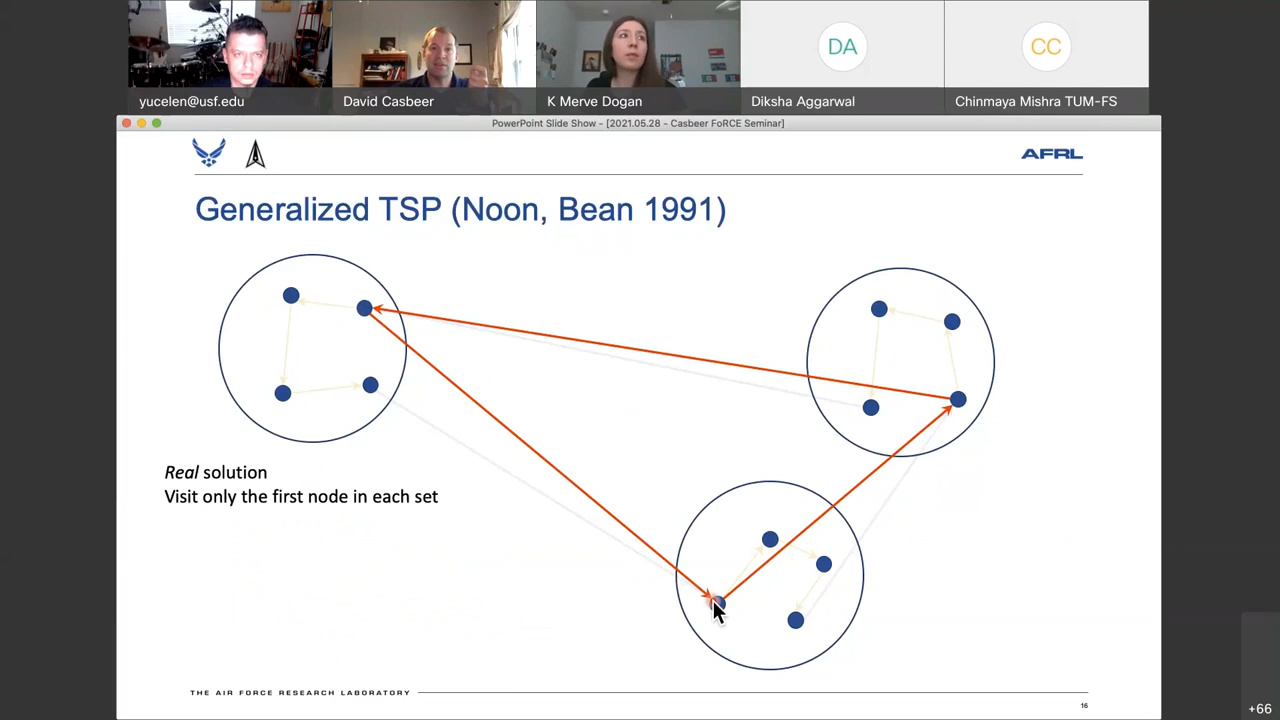 DA
CC
yucelen@usf.edu
David Casbeer
K Merve Dogan
Diksha Aggarwal
Chinmaya Mishra TUM-FS
PowerPoint Slide Show - [2021.05.28 - Casbeer FoRCE Seminar]
AFRL
Generalized TSP (Noon, Bean 1991)
Real solution
Visit only the first node in each set
THE AIR FORCE RESEARCH LABORATORY
16
+66